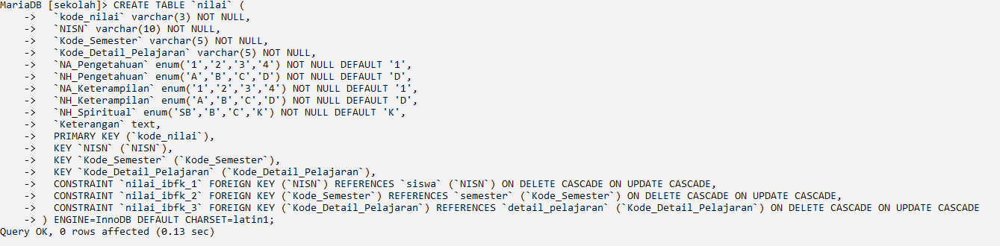 MariaDB [sekolah]> CREATE TABLE `nilai` (
    ->   `kode_nilai` varchar(3) NOT NULL,
    ->   `NISN` varchar(10) NOT NULL,
    ->   `Kode_Semester` varchar(5) NOT NULL,
    ->   `Kode_Detail_Pelajaran` varchar(5) NOT NULL,
    ->   `NA_Pengetahuan` enum('1','2','3','4') NOT NULL DEFAULT '1',
    ->   `NH_Pengetahuan` enum('A','B','C','D') NOT NULL DEFAULT 'D',
    ->   `NA_Keterampilan` enum('1','2','3','4') NOT NULL DEFAULT '1',
    ->   `NH_Keterampilan` enum('A','B','C','D') NOT NULL DEFAULT 'D',
    ->   `NH_Spiritual` enum('SB','B','C','K') NOT NULL DEFAULT 'K',
    ->   `Keterangan` text,
    ->   PRIMARY KEY (`kode_nilai`),
    ->   KEY `NISN` (`NISN`),
    ->   KEY `Kode_Semester` (`Kode_Semester`),
    ->   KEY `Kode_Detail_Pelajaran` (`Kode_Detail_Pelajaran`),
    ->   CONSTRAINT `nilai_ibfk_1` FOREIGN KEY (`NISN`) REFERENCES `siswa` (`NISN`) ON DELETE CASCADE ON UPDATE CASCADE,
    ->   CONSTRAINT `nilai_ibfk_2` FOREIGN KEY (`Kode_Semester`) REFERENCES `semester` (`Kode_Semester`) ON DELETE CASCADE ON UPDATE CASCADE,
    ->   CONSTRAINT `nilai_ibfk_3` FOREIGN KEY (`Kode_Detail_Pelajaran`) REFERENCES `detail_pelajaran` (`Kode_Detail_Pelajaran`) ON DELETE CASCADE ON UPDATE CASCADE
    -> ) ENGINE=InnoDB DEFAULT CHARSET=latin1;
Query OK, 0 rows affected (0.13 sec)